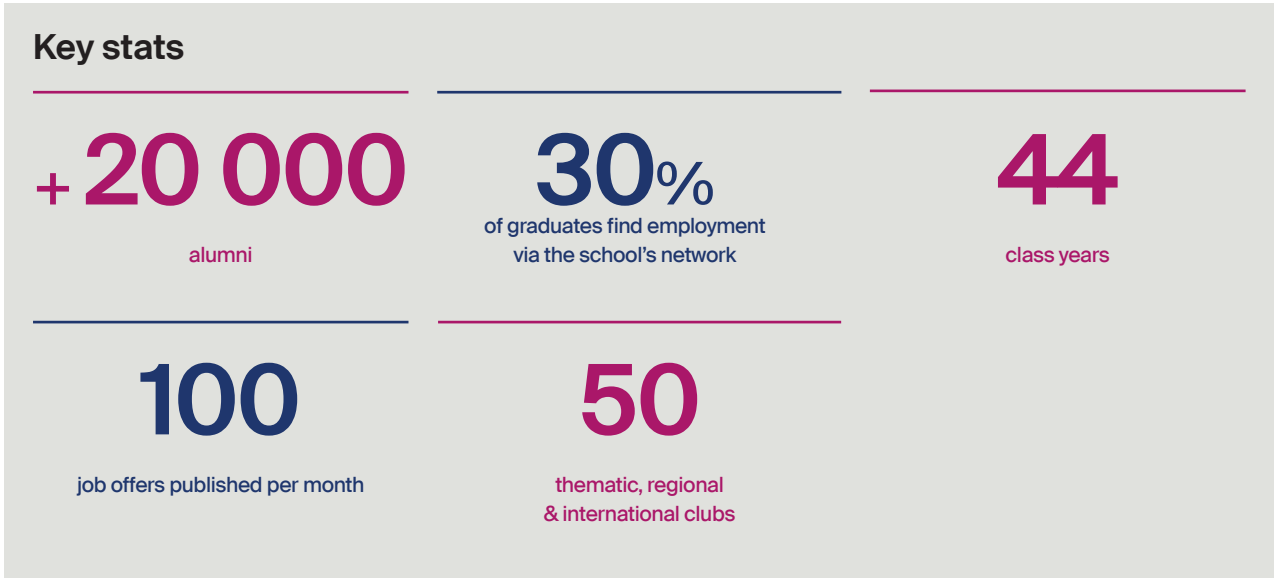 Key stats
+20 000
alumni
30%
of graduates find employment
via the school’s network
44
class years
100
job offers published per month
50
thematic, regional
& international clubs